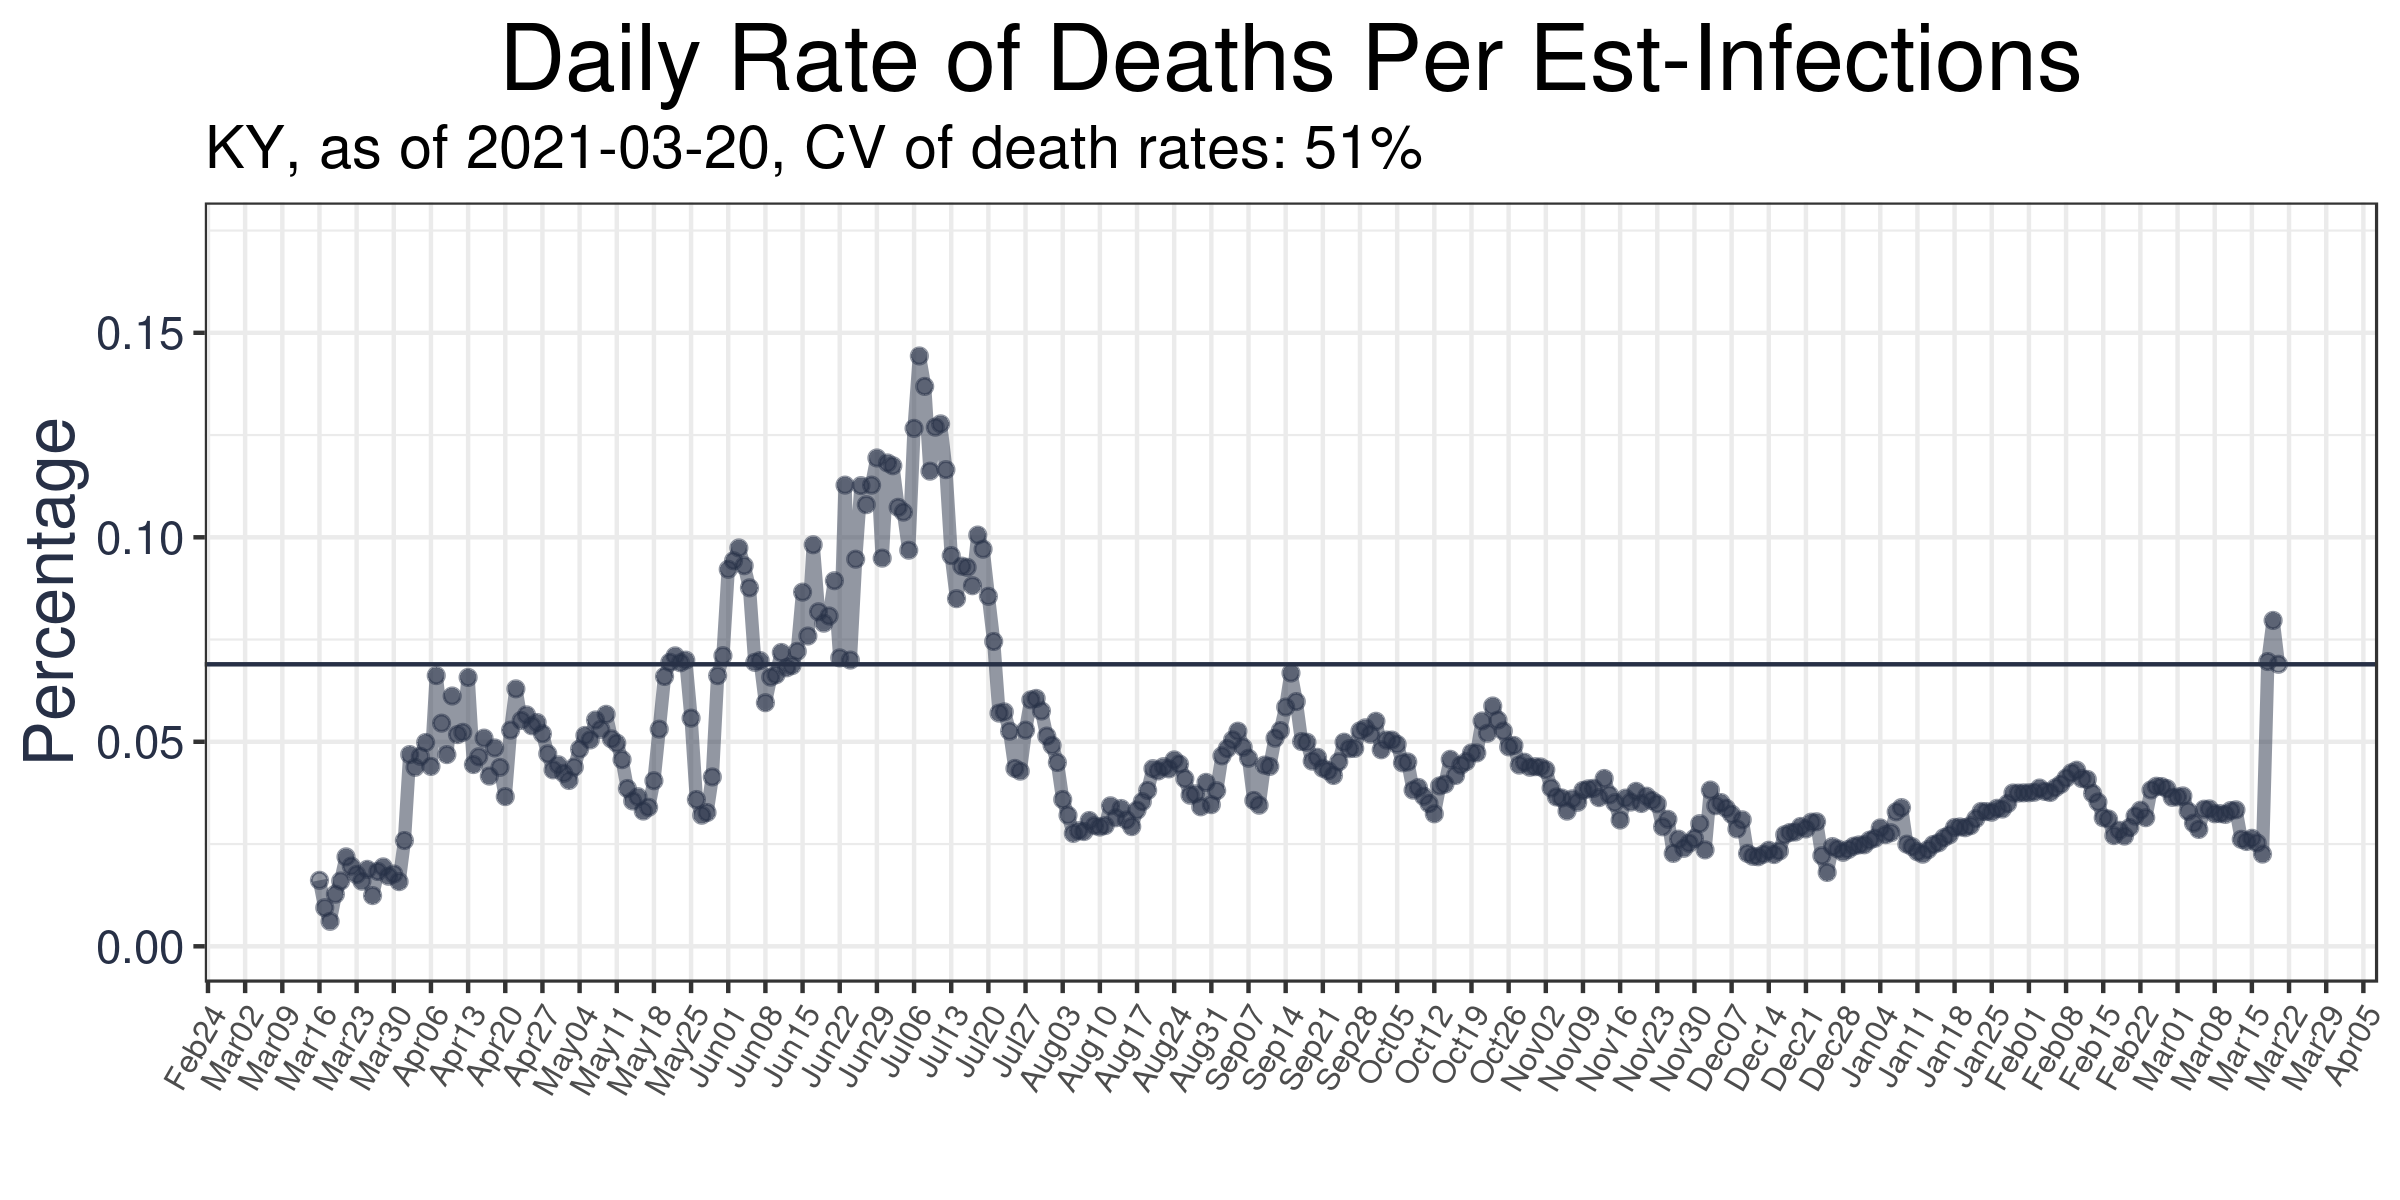 Daily Rate of Deaths Per Est-Infections
KY, as of 2021-03-20, CV of death rates: 51%
Percentage
0.15
0.10
0.05
0.00
Feb24 Mar02 Mar09 Mar16 Mar23 Mar30 Apr06 Apr13 Apr20 Apr27 May04 May11 May18 May25 Jun01 Jun08 Jun15 Jun22 Jun29 Jul06 Jul13 Jul20 Jul27 Aug03 Aug10 Aug17 Aug24 Aug31 Sep07 Sep14 Sep21 Sep28 Oct05 Oct12 Oct19 Oct26 Nov02 Nov09 Nov16 Nov23 Nov30 Dec07 Dec14 Dec21 Dec28 Jan04 Jan11 Jan18 Jan25 Feb01 Feb08 Feb15 Feb22 Mar01 Mar08 Mar15 Mar22 Mar29 Apr05